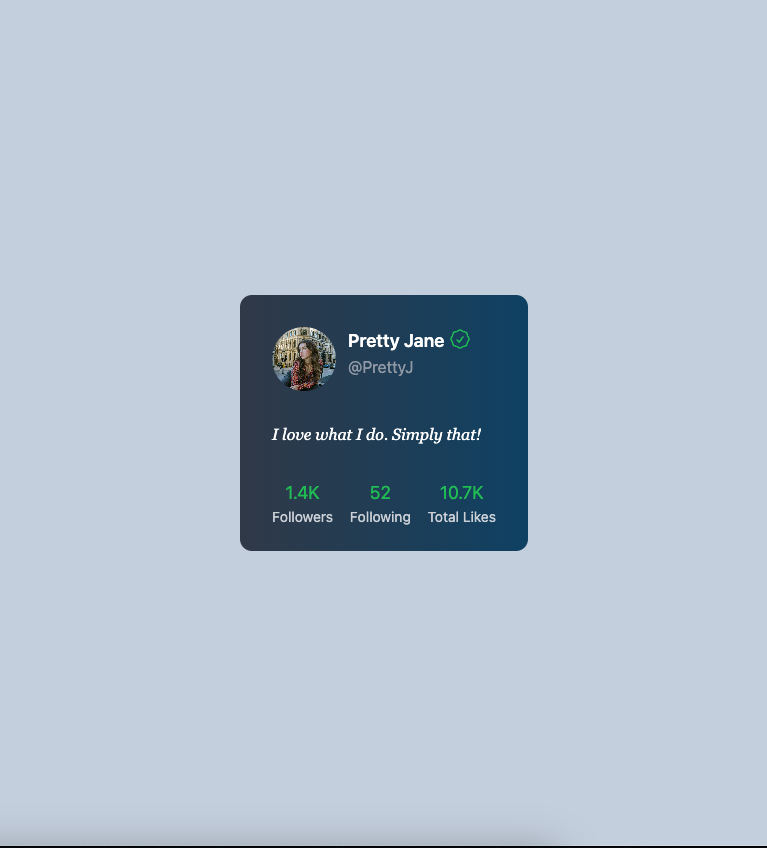 Pretty Jane
@PrettyJ
I love what I do. Simply that!
1.4K 52 10.7K
Followers Following Total Likes